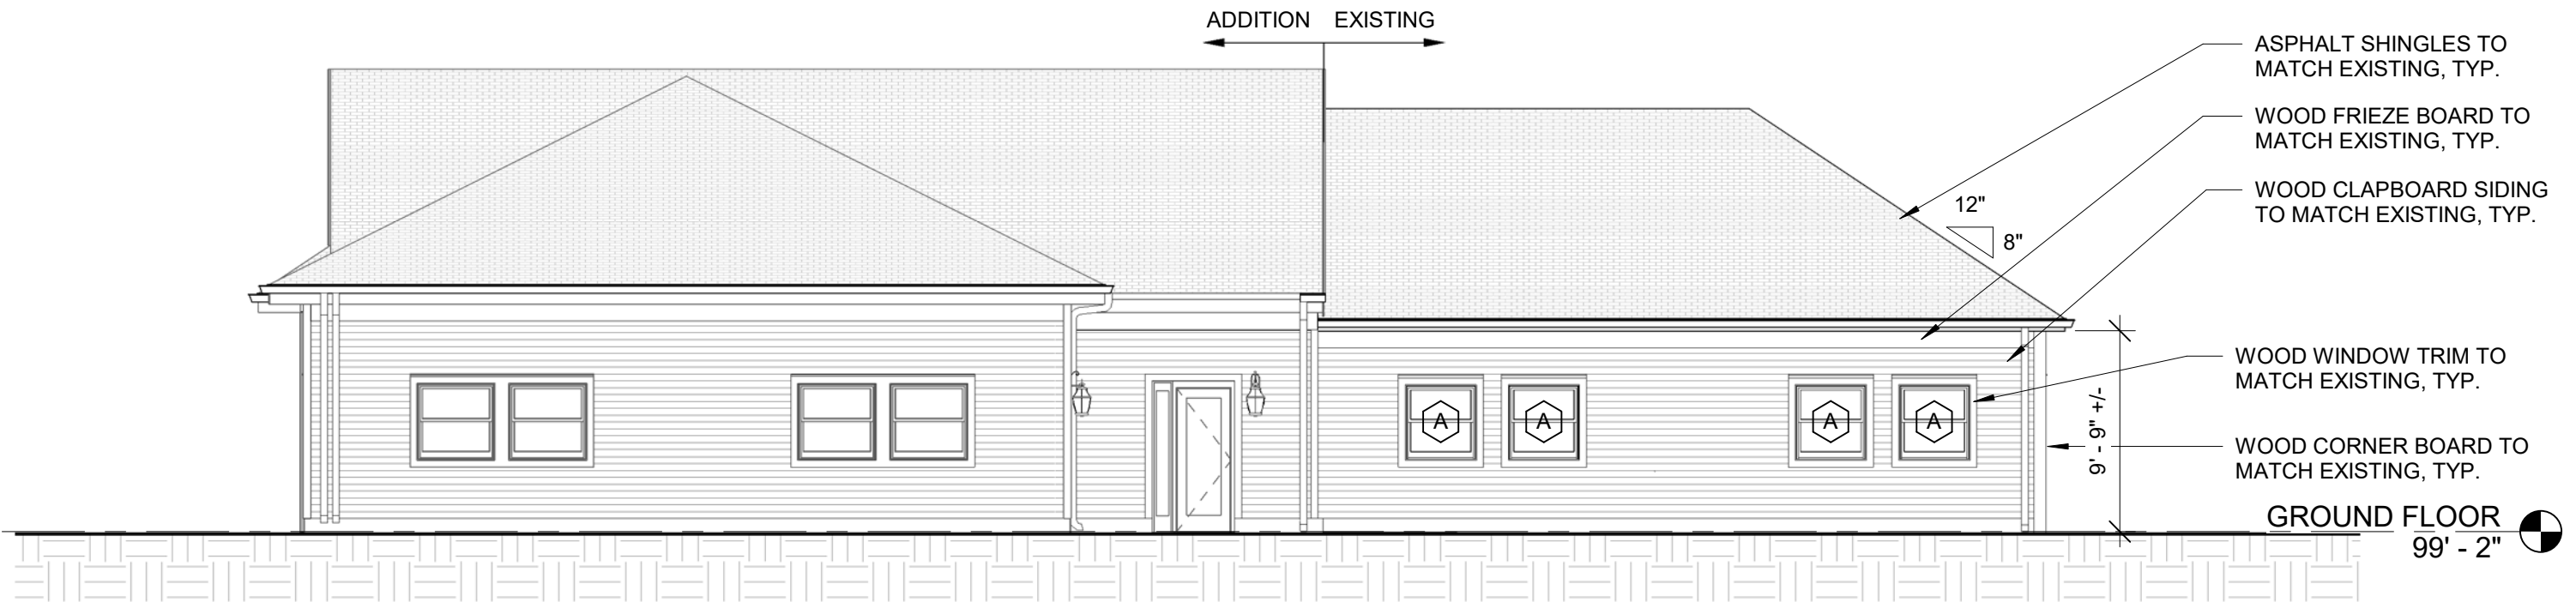 ADDITION EXISTING
ASPHALT SHINGLES TO
MATCH EXISTING, TYP.
WOOD FRIEZE BOARD TO
MATCH EXISTING, TYP.
WOOD CLAPBOARD SIDING
TO MATCH EXISTING, TYP.
12"
8"
WOOD WINDOW TRIM TO
MATCH EXISTING, TYP.
A A A A
9' - 9" +/-
WOOD CORNER BOARD TO
MATCH EXISTING, TYP.
GROUND FLOOR
99' - 2"